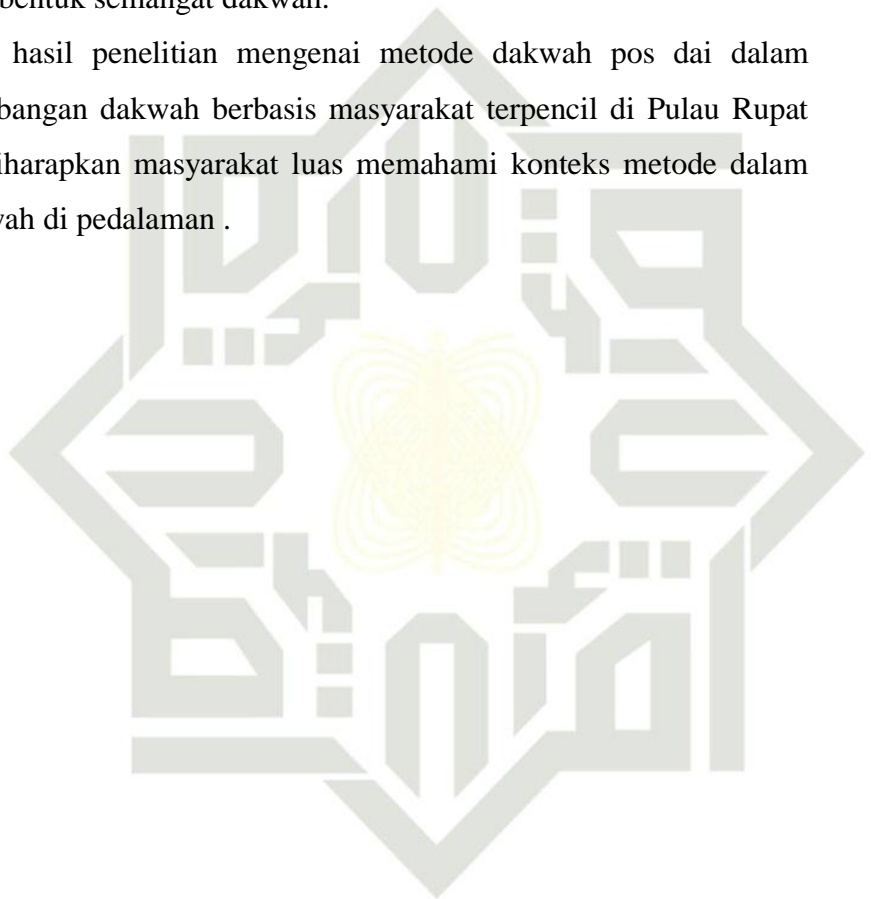 bentuk semangat dakwah.
hasil penelitian mengenai metode dakwah pos dai dalam
bangan dakwah berbasis masyarakat terpencil di Pulau Rupat
iharapkan masyarakat luas memahami konteks metode dalam
wah di pedalaman .